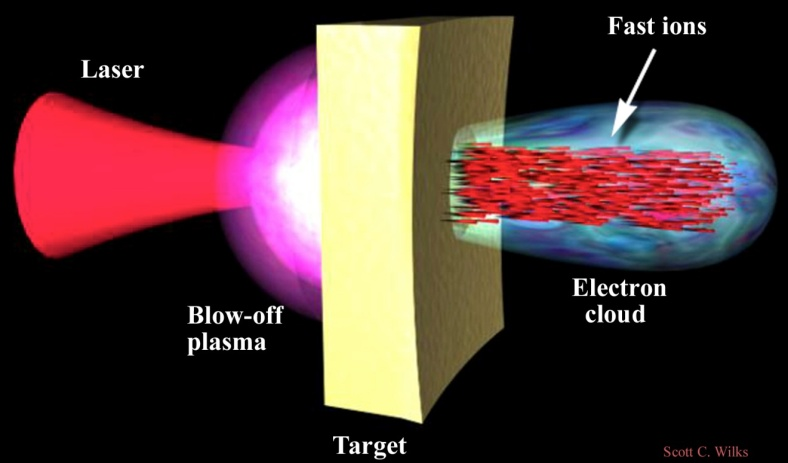 Fast ions
Laser
Electron
cloud
Blow-off
plasma
Target
Scott C. Wilks